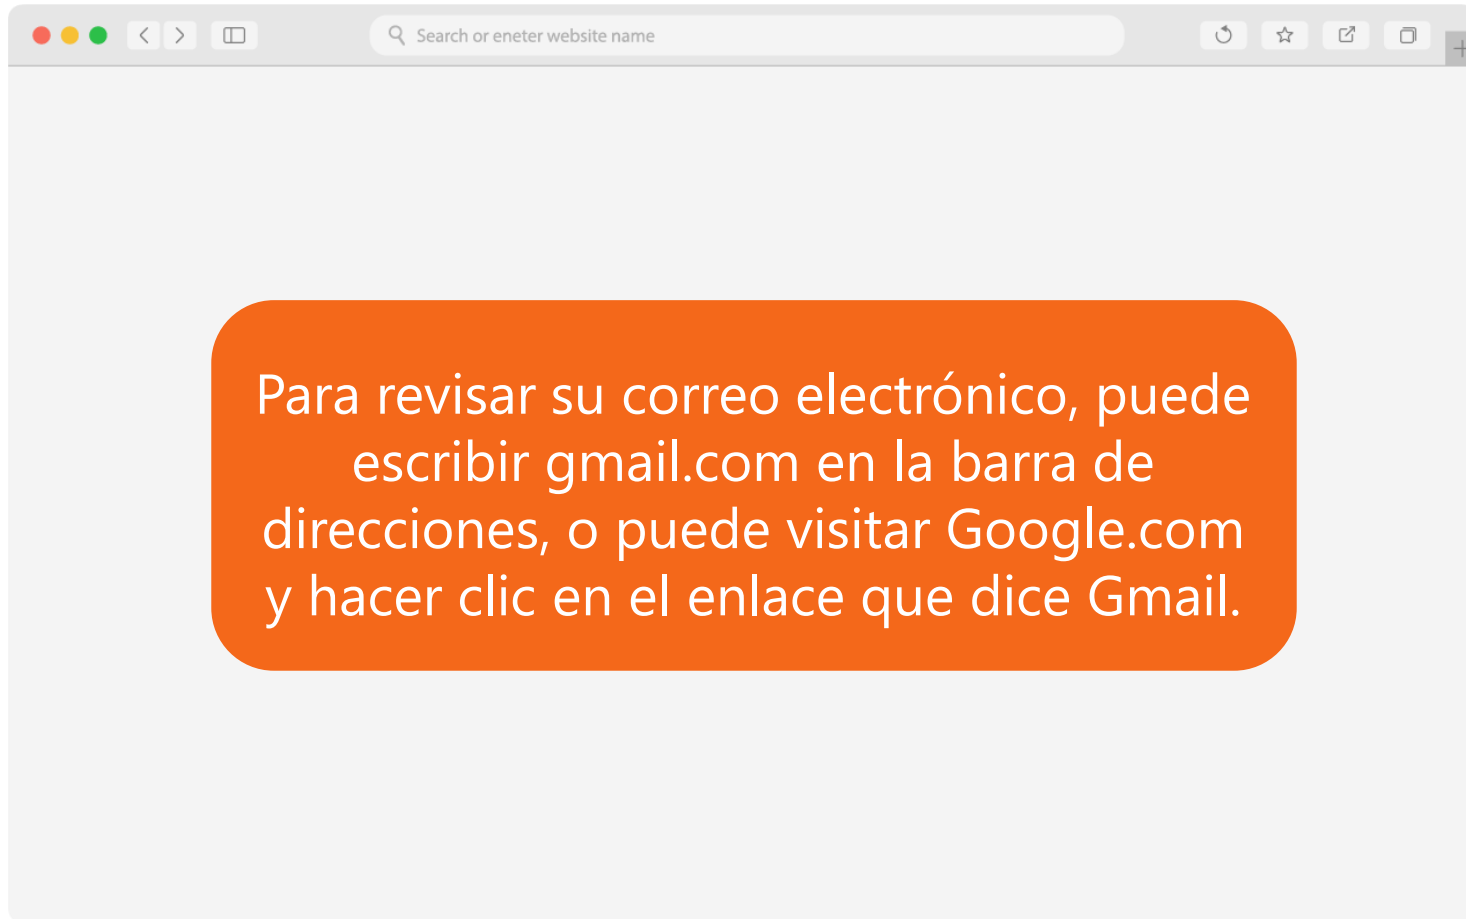 Search or eneter website name
Para revisar su correo electrónico, puede
escribir gmail.com en la barra de
direcciones, o puede visitar Google.com
y hacer clic en el enlace que dice Gmail.